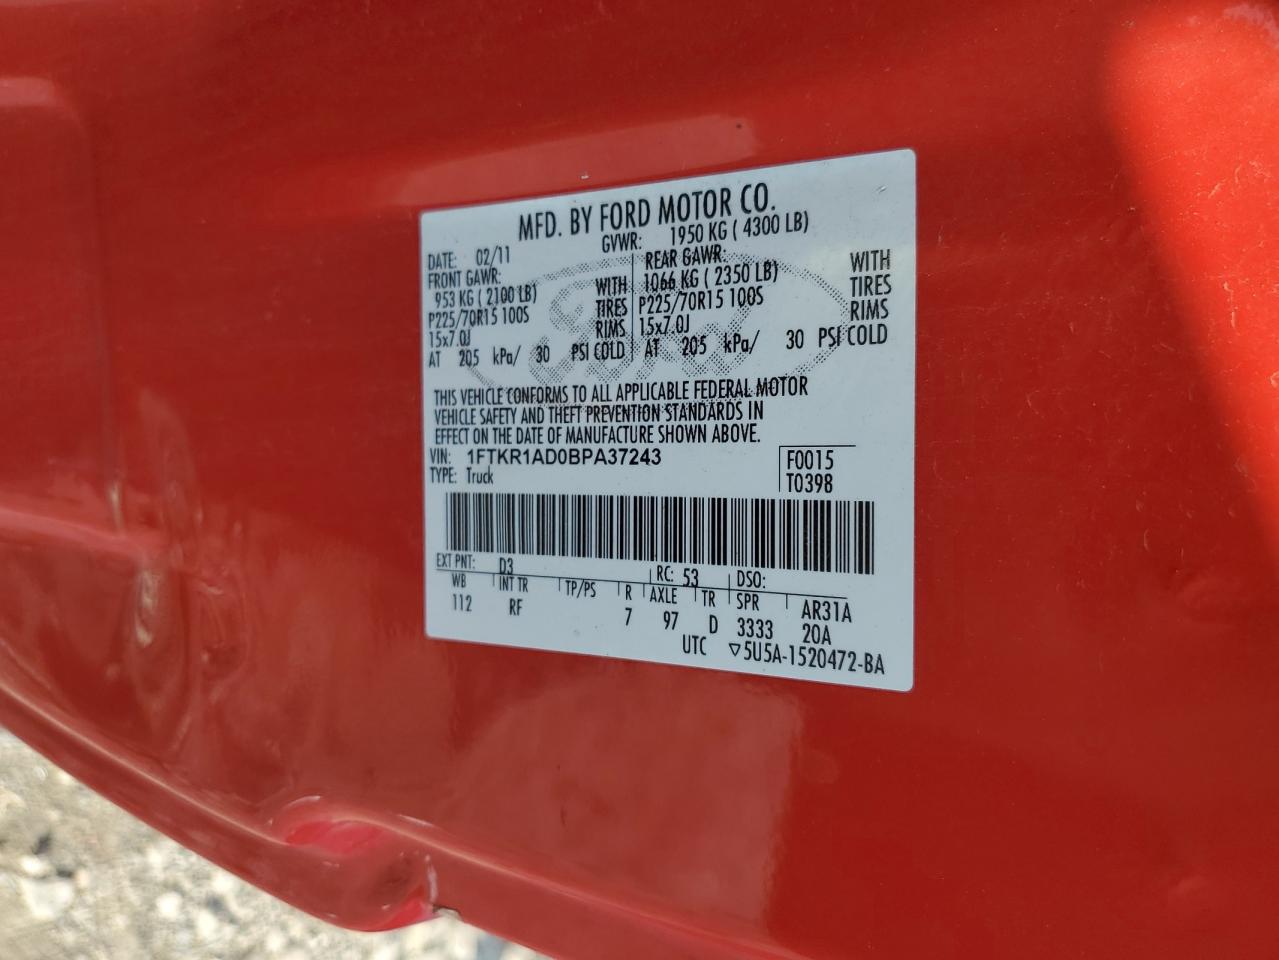 MFD. BY FORD MOTOR CO.
DATE: 02/11 GVWR: 1950 KG ( 4300 LB)
FRONT GAWR: REAR GAWR:
953 KG ( 2100 LB) WITH 1066 KG ( 2350 LB) WITH
P225/70R15 100S TIRES P225/70R15 100S TIRES
15x7.0J RIMS 15x7.0J RIMS
AT 205 kPa/ 30 PSI COLD AT 205 kPa/ 30 PSI COLD
THIS VEHICLE CONFORMS TO ALL APPLICABLE FEDERAL MOTOR
VEHICLE SAFETY AND THEFT PREVENTION STANDARDS IN
EFFECT ON THE DATE OF MANUFACTURE SHOWN ABOVE.
VIN: 1FTKR1AD0BPA37243 F0015
TYPE: Truck T0398
EXT PNT: D3 RC: 53 DSO:
WB INT TR TP/PS R AXLE TR SPR AR31A
112 RF 7 97 D 3333 20A
UTC ▽5U5A-1520472-BA